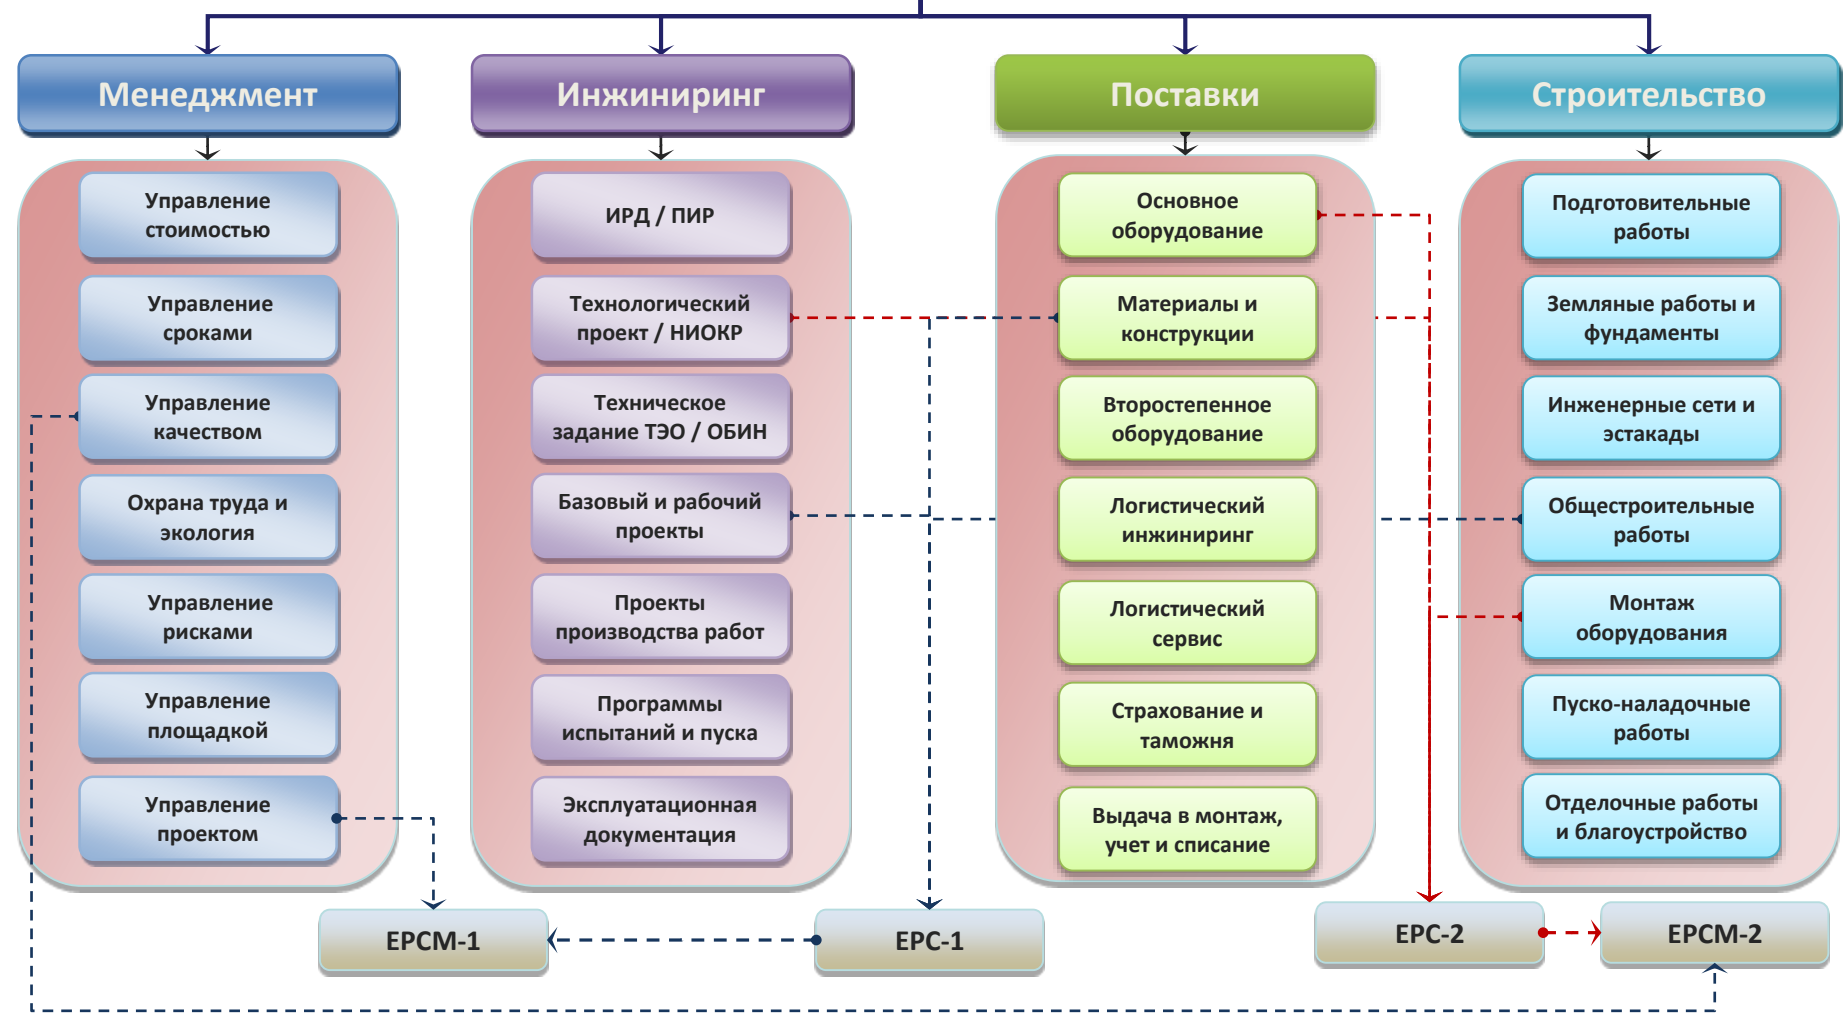 Менеджмент
Управление
стоимостью
Управление
сроками
Управление
качеством
Охрана труда и
экология
Управление
рисками
Управление
площадкой
Управление
проектом
Инжиниринг
ИРД / ПИР
Технологический
проект / НИОКР
Техническое
задание ТЭО / ОБИН
Базовый и рабочий
проекты
Проекты
производства работ
Программы
испытаний и пуска
Эксплуатационная
документация
Поставки
Основное
оборудование
Материалы и
конструкции
Второстепенное
оборудование
Логистический
инжиниринг
Логистический
сервис
Страхование и
таможня
Выдача в монтаж,
учет и списание
Строительство
Подготовительные
работы
Земляные работы и
фундаменты
Инженерные сети и
эстакады
Общестроительные
работы
Монтаж
оборудования
Пуско-наладочные
работы
Отделочные работы
и благоустройство
EPCM-1
EPC-1
EPC-2
EPCM-2